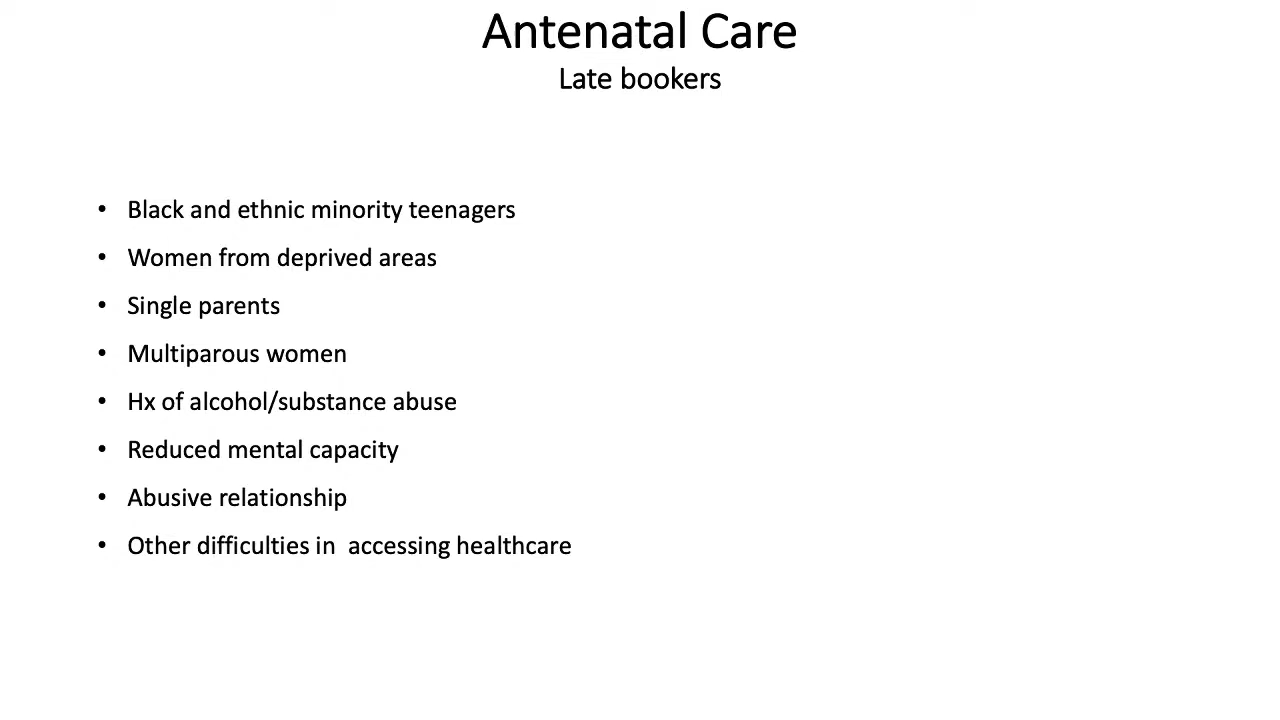 Antenatal Care
Late bookers
• Black and ethnic minority teenagers
• Women from deprived areas
• Single parents
• Multiparous women
• Hx of alcohol/substance abuse
• Reduced mental capacity
• Abusive relationship
• Other difficulties in  accessing healthcare